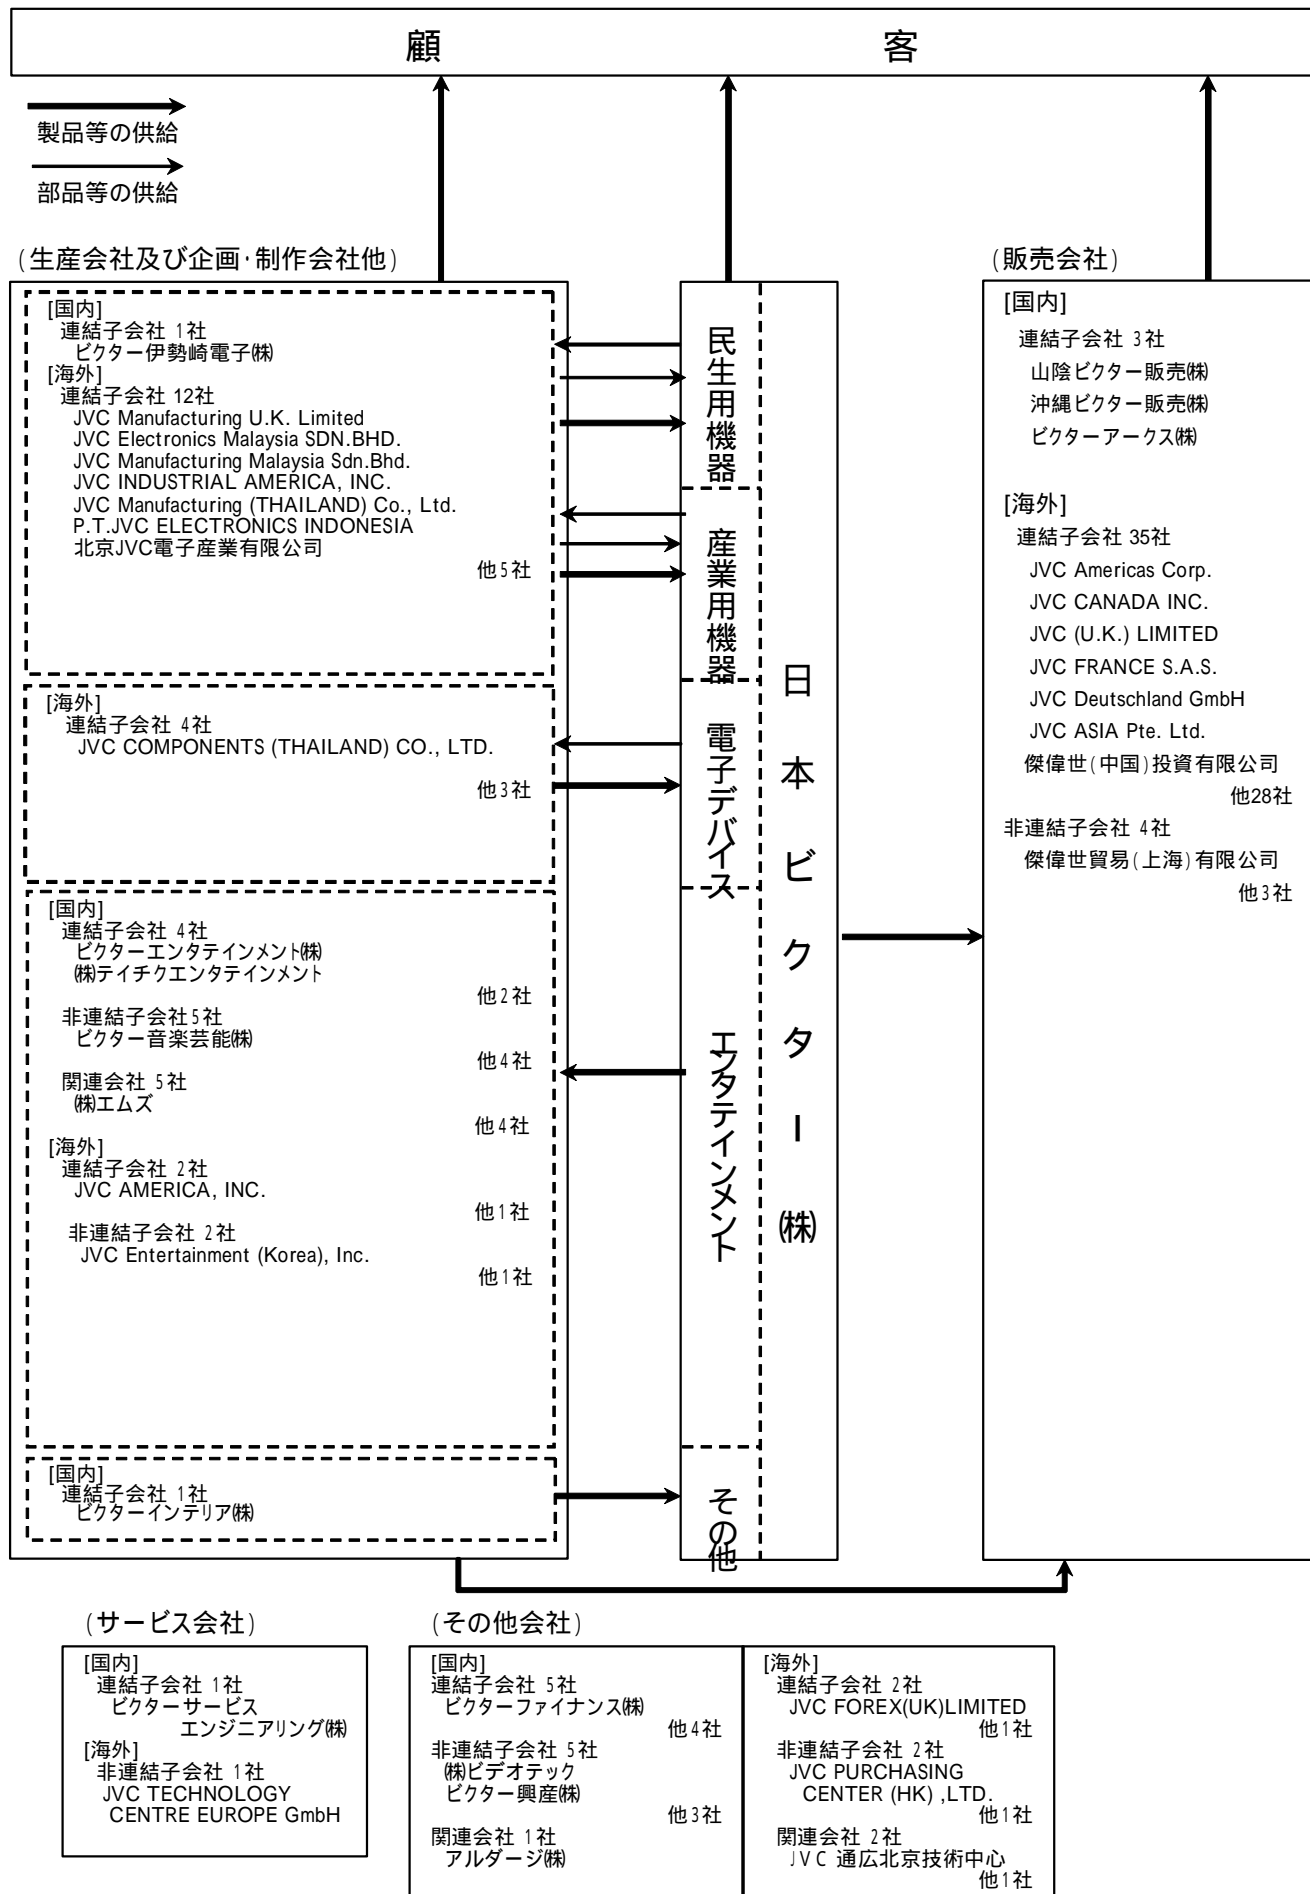 顧客
製品等の供給
部品等の供給
(生産会社及び企画・制作会社他)
[国内]
連結子会社 1社
ビクター伊勢崎電子㈱
[海外]
連結子会社 12社
JVC Manufacturing U.K. Limited
JVC Electronics Malaysia SDN.BHD.
JVC Manufacturing Malaysia Sdn.Bhd.
JVC INDUSTRIAL AMERICA, INC.
JVC Manufacturing (THAILAND) Co., Ltd.
P.T.JVC ELECTRONICS INDONESIA
北京JVC電子産業有限公司
他5社
[海外]
連結子会社 4社
JVC COMPONENTS (THAILAND) CO., LTD.
他3社
[国内]
連結子会社 4社
ビクターエンタテインメント㈱
㈱テイチクエンタテインメント
他2社
非連結子会社5社
ビクター音楽芸能㈱
他4社
関連会社 5社
㈱エムズ
他4社
[海外]
連結子会社 2社
JVC AMERICA, INC.
他1社
非連結子会社 2社
JVC Entertainment (Korea), Inc.
他1社
[国内]
連結子会社 1社
ビクターインテリア㈱
民生用機器
産業用機器
電子デバイス
エンタテインメント
その他
日本ビクター㈱
(販売会社)
[国内]
連結子会社 3社
山陰ビクター販売㈱
沖縄ビクター販売㈱
ビクターアークス㈱
[海外]
連結子会社 35社
JVC Americas Corp.
JVC CANADA INC.
JVC (U.K.) LIMITED
JVC FRANCE S.A.S.
JVC Deutschland GmbH
JVC ASIA Pte. Ltd.
傑偉世(中国)投資有限公司
他28社
非連結子会社 4社
傑偉世貿易(上海)有限公司
他3社
(サービス会社)
[国内]
連結子会社 1社
ビクターサービス
エンジニアリング㈱
[海外]
非連結子会社 1社
JVC TECHNOLOGY
CENTRE EUROPE GmbH
(その他会社)
[国内]
連結子会社 5社
ビクターファイナンス㈱
他4社
非連結子会社 5社
㈱ビデオテック
ビクター興産㈱
他3社
関連会社 1社
アルダージ㈱
[海外]
連結子会社 2社
JVC FOREX(UK)LIMITED
他1社
非連結子会社 2社
JVC PURCHASING
CENTER (HK) ,LTD.
他1社
関連会社 2社
JVC 通広北京技術中心
他1社